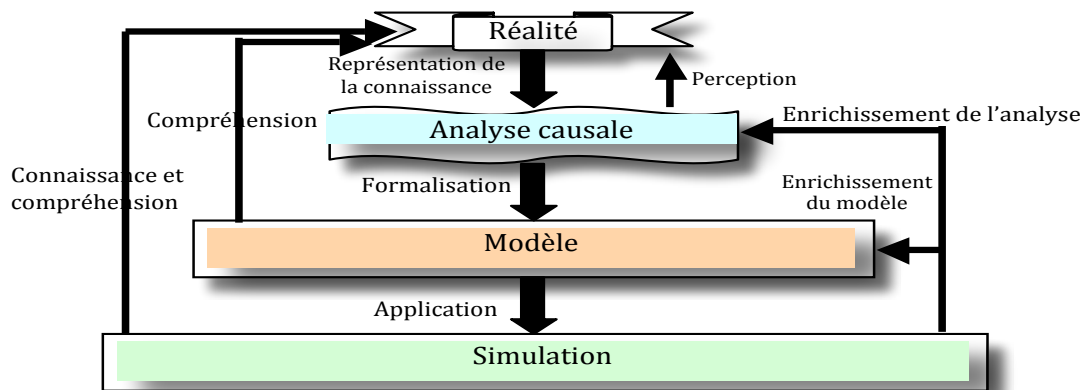 Réalité
Représentation de
la connaissance
Perception
Compréhension
Analyse causale
Enrichissement de l’analyse
Connaissance et
compréhension
Formalisation
Enrichissement
du modèle
Modèle
Application
Simulation